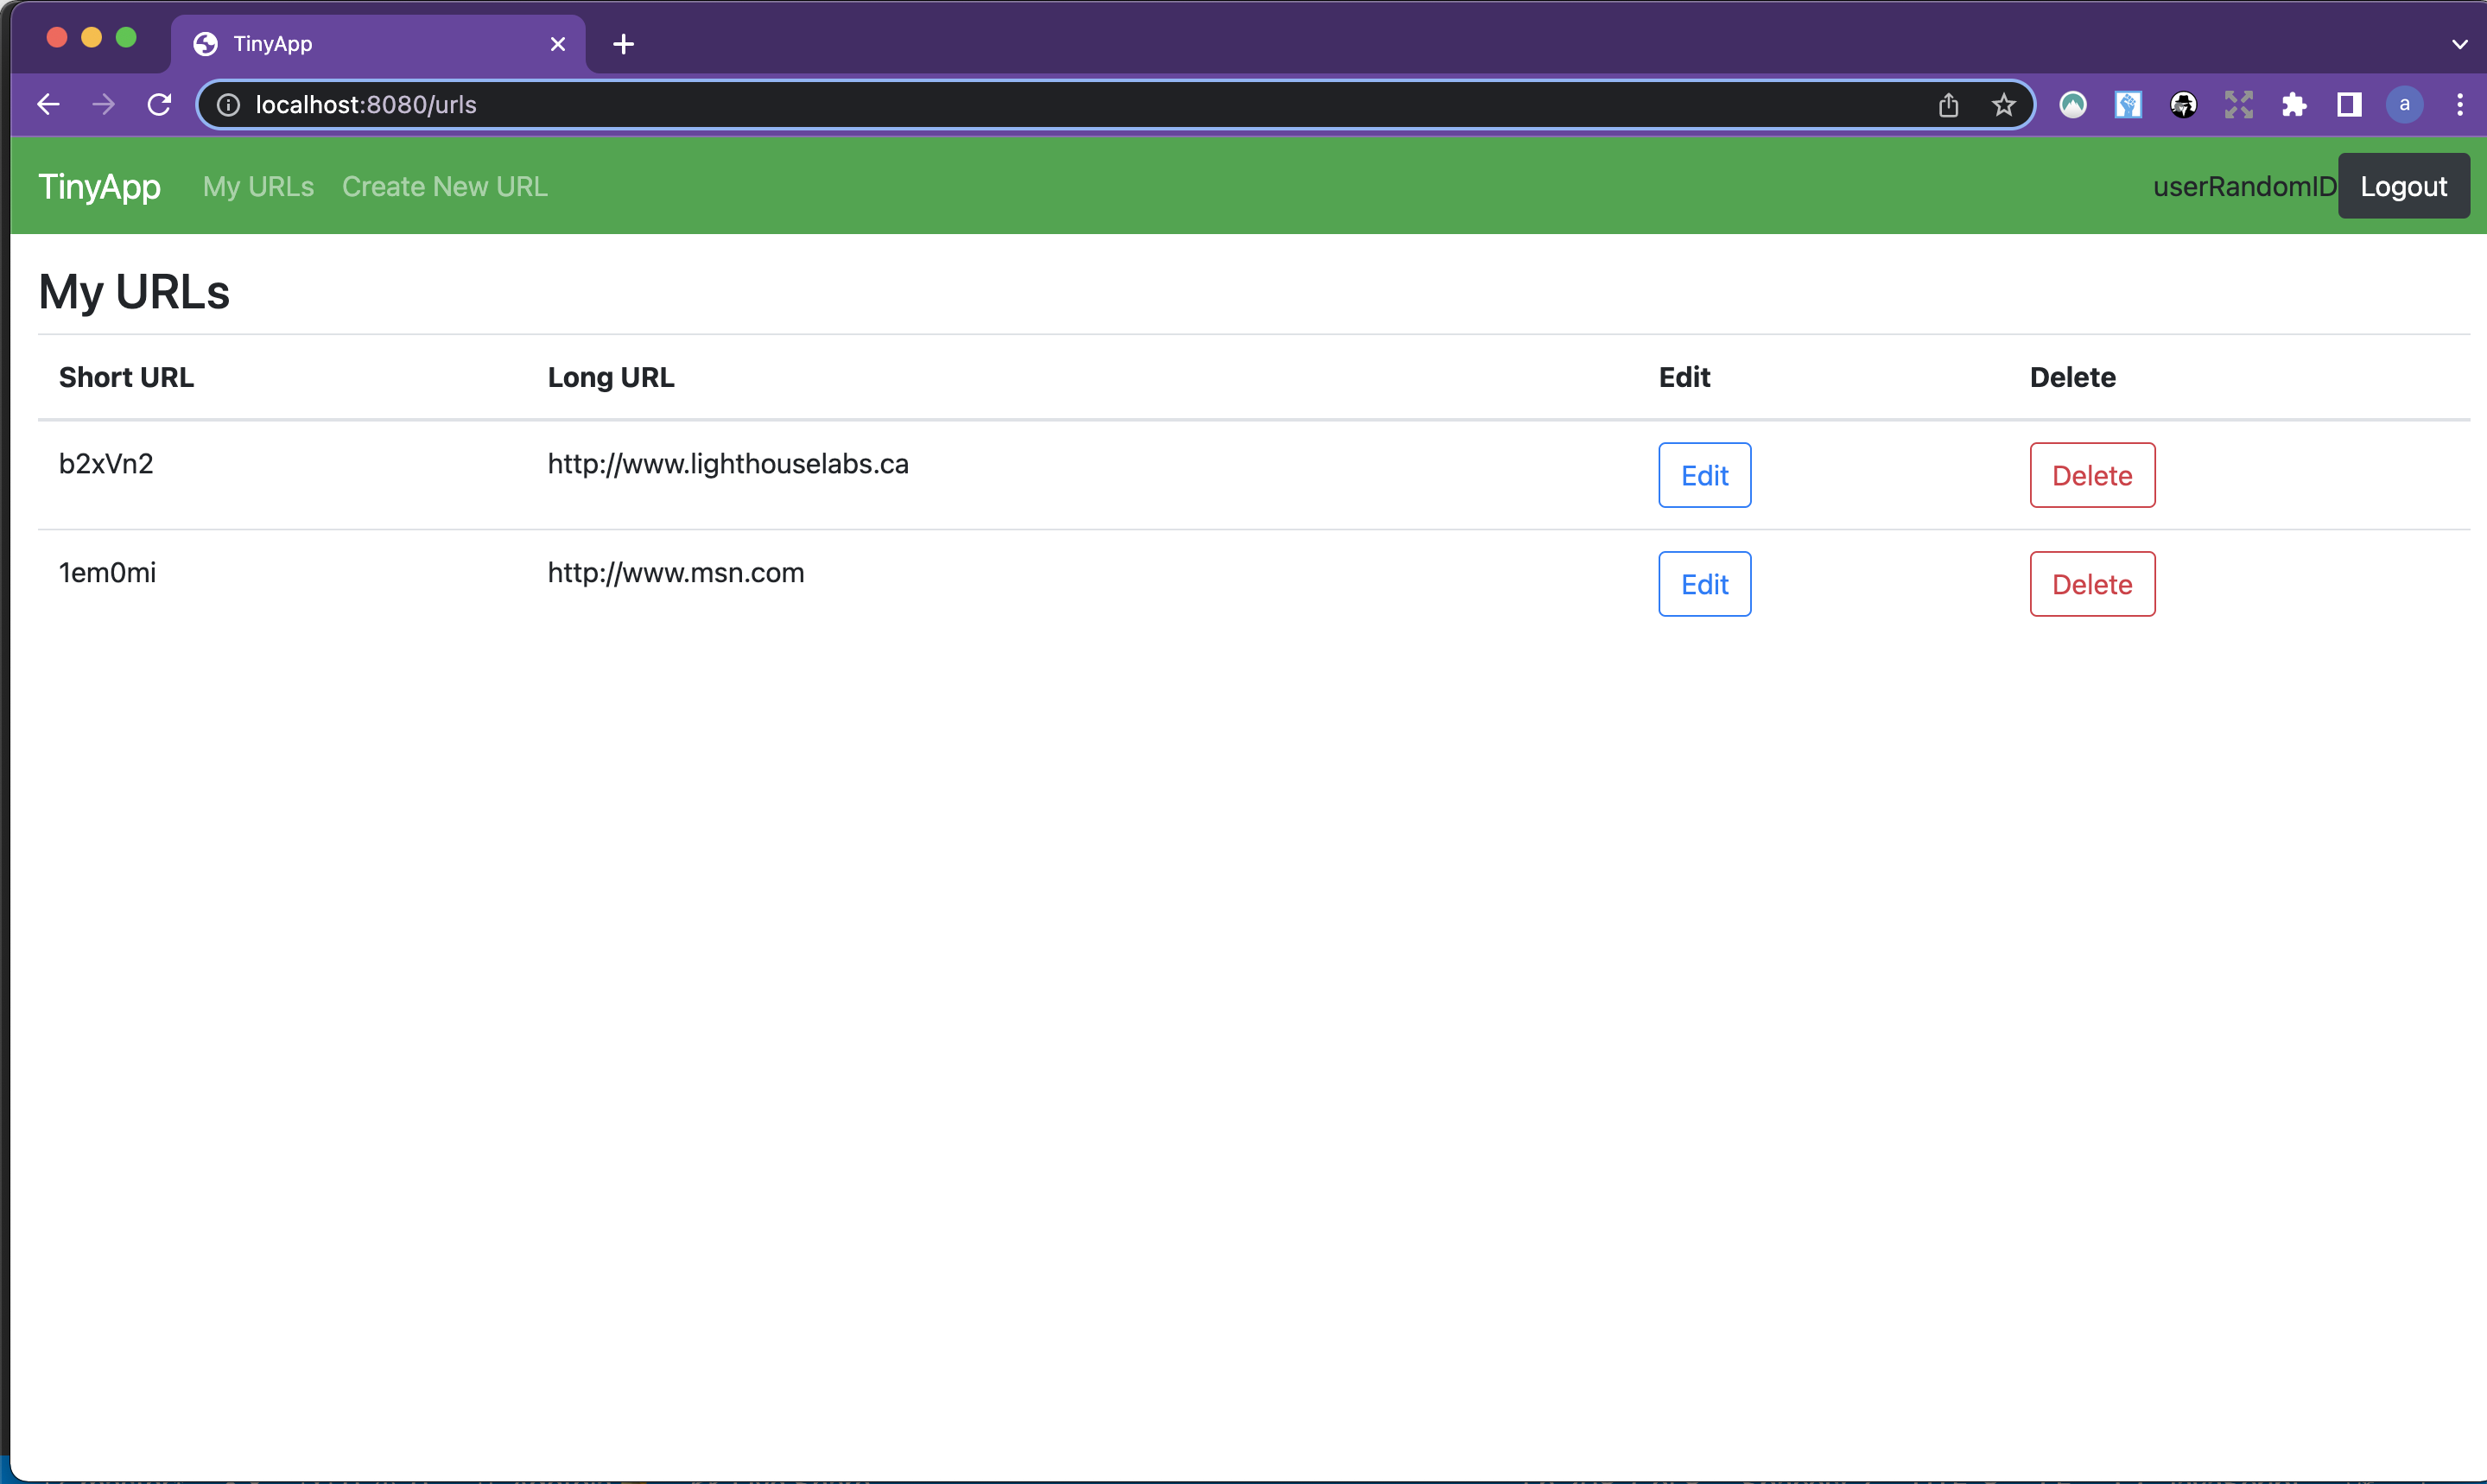 TinyApp
localhost:8080/urls
a
TinyApp My URLs Create New URL userRandomID Logout
My URLs
Short URL Long URL Edit Delete
b2xVn2 http://www.lighthouselabs.ca Edit Delete
1em0mi http://www.msn.com Edit Delete